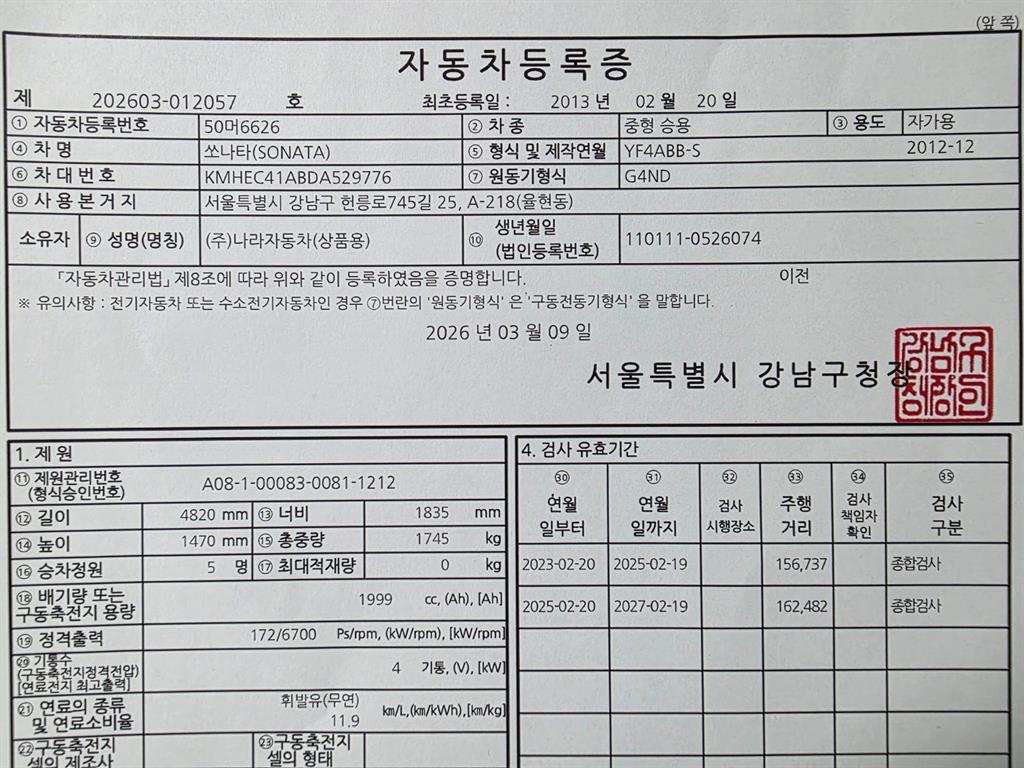 (앞 쪽)
자동차등록증
제 202603-012057 호 최초등록일 : 2013 년 02 월 20 일
① 자동차등록번호 50머6626 ② 차 종 중형 승용 ③ 용도 자가용
④ 차 명 쏘나타(SONATA) ⑤ 형식 및 제작연월 YF4ABB-S 2012-12
⑥ 차 대 번 호 KMHEC41ABDA529776 ⑦ 원동기형식 G4ND
⑧ 사 용 본 거 지 서울특별시 강남구 헌릉로745길 25, A-218(율현동)
소유자 ⑨ 성명(명칭) (주)나라자동차(상품용) ⑩ 생년월일 (법인등록번호) 110111-0526074
「자동차관리법」 제8조에 따라 위와 같이 등록하였음을 증명합니다. 이전
※ 유의사항 : 전기자동차 또는 수소전기자동차인 경우 ⑦번란의 '원동기형식' 은 '구동전동기형식' 을 말합니다.
2026 년 03 월 09 일
서울특별시 강남구청장
1. 제 원
⑪ 제원관리번호 (형식승인번호) A08-1-00083-0081-1212
⑫ 길이 4820 mm ⑬ 너비 1835 mm
⑭ 높이 1470 mm ⑮ 총중량 1745 kg
⑯ 승차정원 5 명 ⑰ 최대적재량 0 kg
⑱ 배기량 또는 구동축전지 용량 1999 cc, (Ah), [Ah]
⑲ 정격출력 172/6700 Ps/rpm, (kW/rpm), [kW/rpm]
⑳ 기통수 (구동축전지정격전압) [연료전지 최고출력] 4 기통, (V), [kW]
㉑ 연료의 종류 및 연료소비율 휘발유(무연) 11.9 km/L,(km/kWh),[km/kg]
㉒ 구동축전지 셀의 제조사 ㉓ 구동축전지 셀의 형태
4. 검사 유효기간
㉚ 연월일부터 ㉛ 연월일까지 ㉜ 검사 시행장소 ㉝ 주행거리 ㉞ 검사 책임자 확인 ㉟ 검사구분
2023-02-20 2025-02-19 156,737 종합검사
2025-02-20 2027-02-19 162,482 종합검사